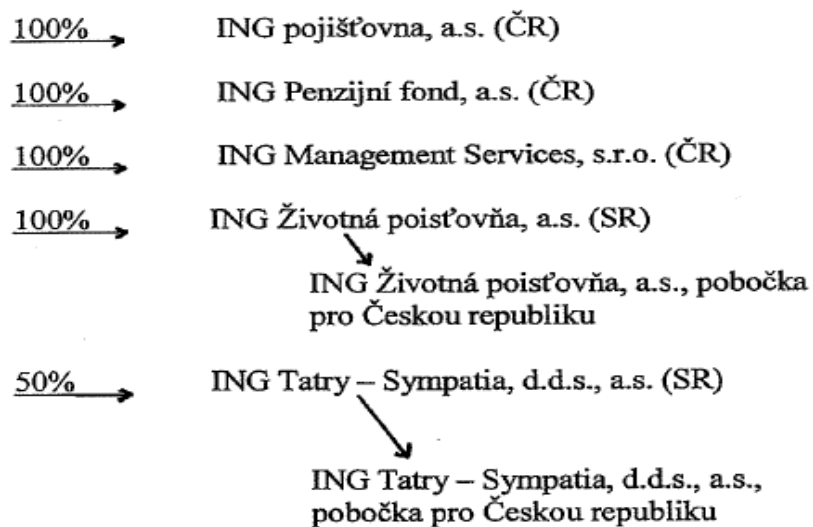 100% ING pojišťovna, a.s. (ČR)
100% ING Penzijní fond, a.s. (ČR)
100% ING Management Services, s.r.o. (ČR)
100% ING Životná poisťovňa, a.s. (SR)
ING Životná poisťovňa, a.s., pobočka
pro Českou republiku
50% ING Tatry – Sympatia, d.d.s., a.s. (SR)
ING Tatry – Sympatia, d.d.s., a.s.,
pobočka pro Českou republiku